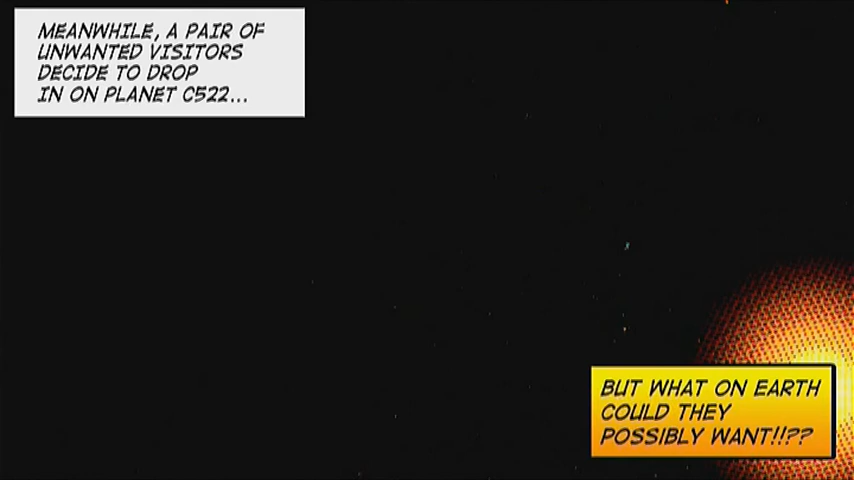 MEANWHILE, A PAIR OF
UNWANTED VISITORS
DECIDE TO DROP
IN ON PLANET C522...
BUT WHAT ON EARTH
COULD THEY
POSSIBLY WANT!!??